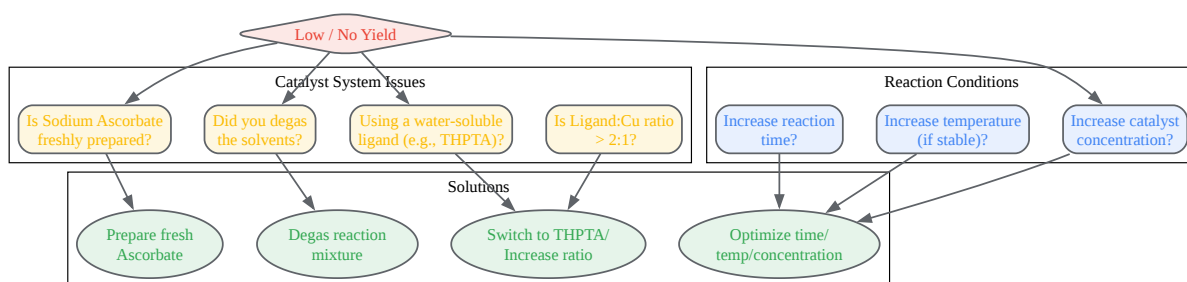 Low / No Yield
Catalyst System Issues
Reaction Conditions
Is Sodium Ascorbate
freshly prepared?
Did you degas
the solvents?
Using a water-soluble
ligand (e.g., THPTA)?
Is Ligand:Cu ratio
> 2:1?
Increase reaction
time?
Increase temperature
(if stable)?
Increase catalyst
concentration?
Solutions
Prepare fresh
Ascorbate
Degas reaction
mixture
Switch to THPTA/
Increase ratio
Optimize time/
temp/concentration